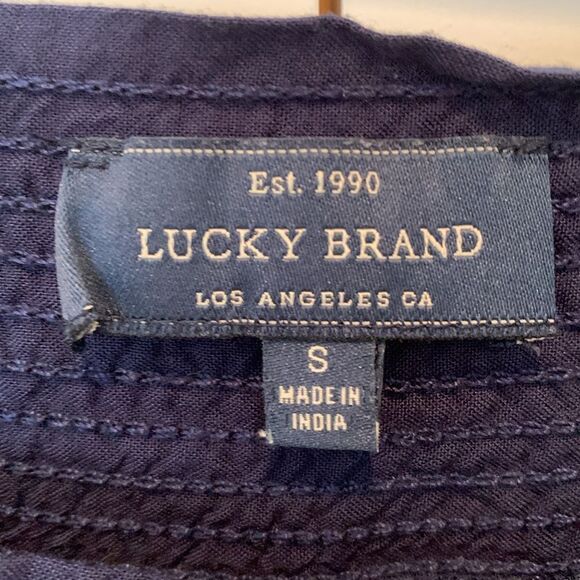 Est. 1990
LUCKY BRAND
LOS ANGELES CA
S
MADE IN
INDIA